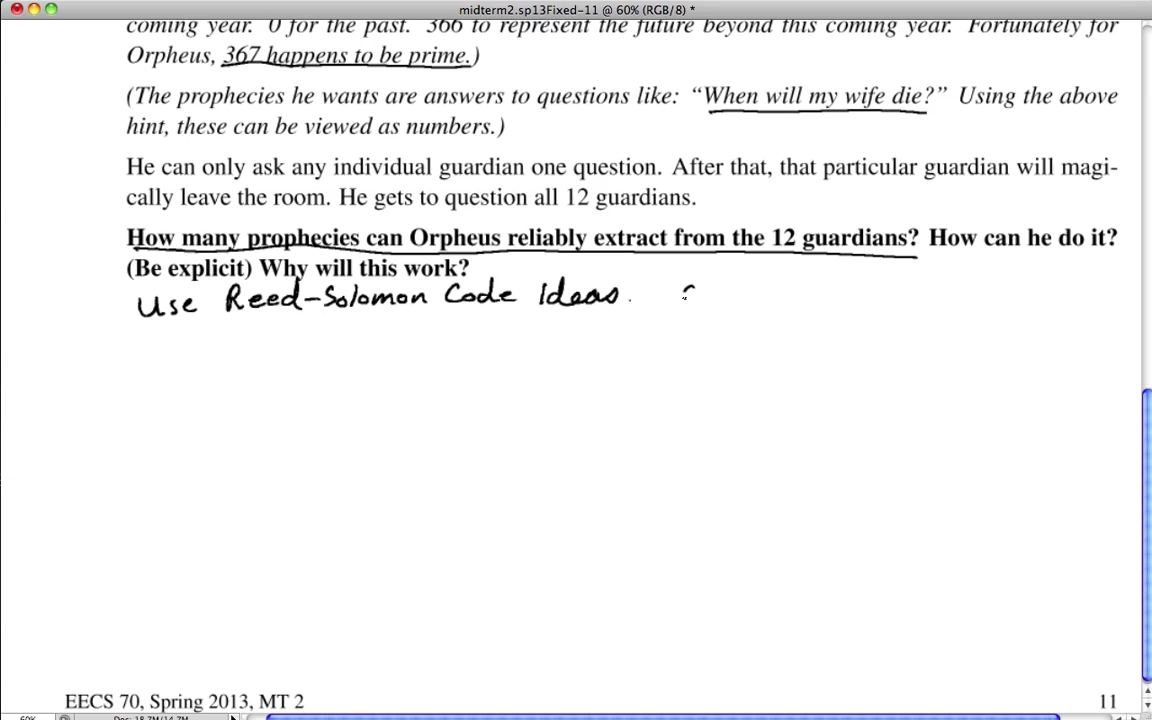 midterm2.sp13Fixed-11 @ 60% (RGB/8) *
coming year. 0 for the past. 366 to represent the future beyond this coming year. Fortunately for
Orpheus, 367 happens to be prime.)
(The prophecies he wants are answers to questions like: “When will my wife die?” Using the above
hint, these can be viewed as numbers.)
He can only ask any individual guardian one question. After that, that particular guardian will magi-
cally leave the room. He gets to question all 12 guardians.
How many prophecies can Orpheus reliably extract from the 12 guardians? How can he do it?
(Be explicit) Why will this work?
Use Reed-Solomon Code Ideas.
EECS 70, Spring 2013, MT 2
11